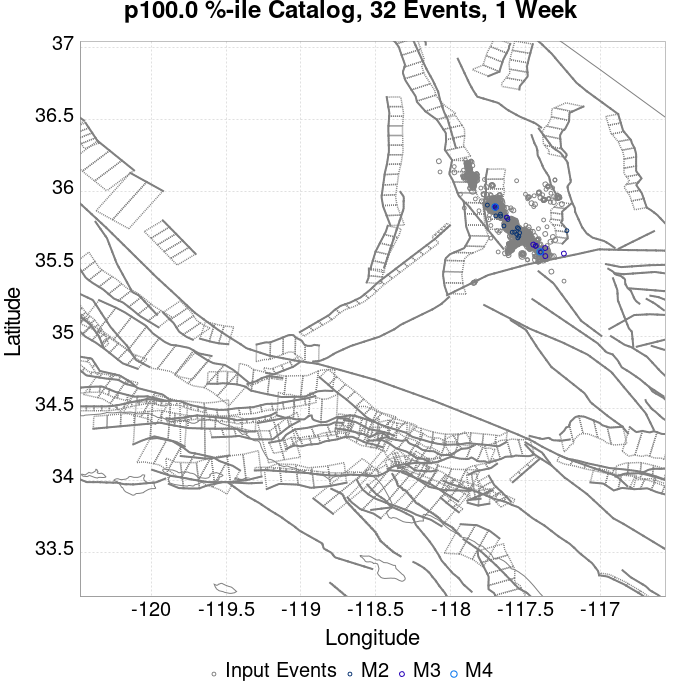 p100.0 %-ile Catalog, 32 Events, 1 Week
37
36.5
36
35.5
35
34.5
34
33.5
Latitude
-120 -119.5 -119 -118.5 -118 -117.5 -117
Longitude
Input Events M2 M3 M4